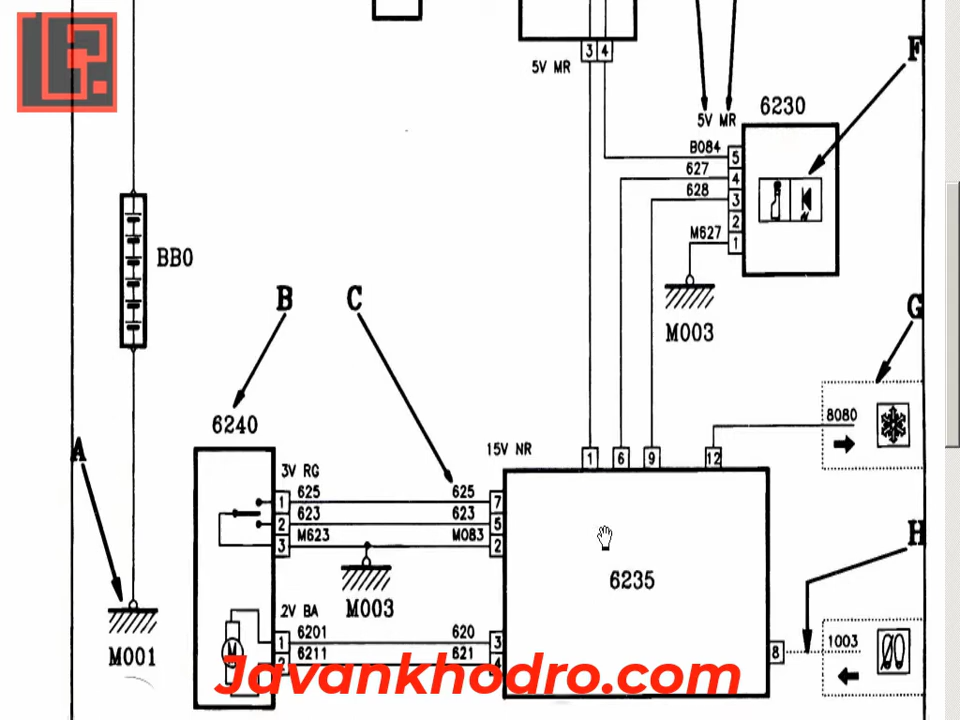 3 4
5V MR
F
6230
5V MR
B084 5
627 4
628 3
2
M627 1
BB0
M003
B C
G
6240
8080
A
15V NR
1 6 9 12
3V RG
1 625 625 7
2 623 623 5
3 M623 M083 2
H
6235
M003
2V BA
1 6201 620 3
M
8 1003
2 6211 621 4
M001
Javankhodro.com